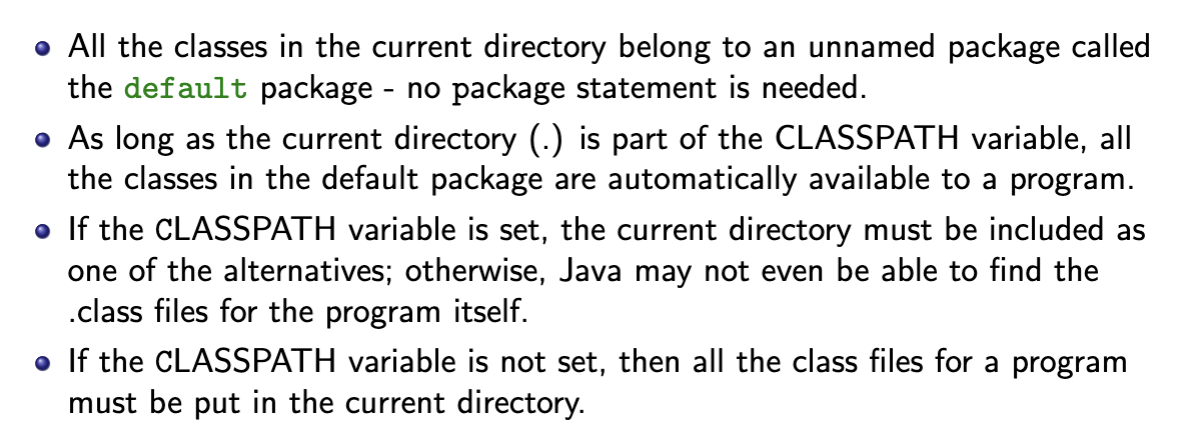 All the classes in the current directory belong to an unnamed package called
the default package - no package statement is needed.
As long as the current directory (.) is part of the CLASSPATH variable, all
the classes in the default package are automatically available to a program.
If the CLASSPATH variable is set, the current directory must be included as
one of the alternatives; otherwise, Java may not even be able to find the
.class files for the program itself.
If the CLASSPATH variable is not set, then all the class files for a program
must be put in the current directory.